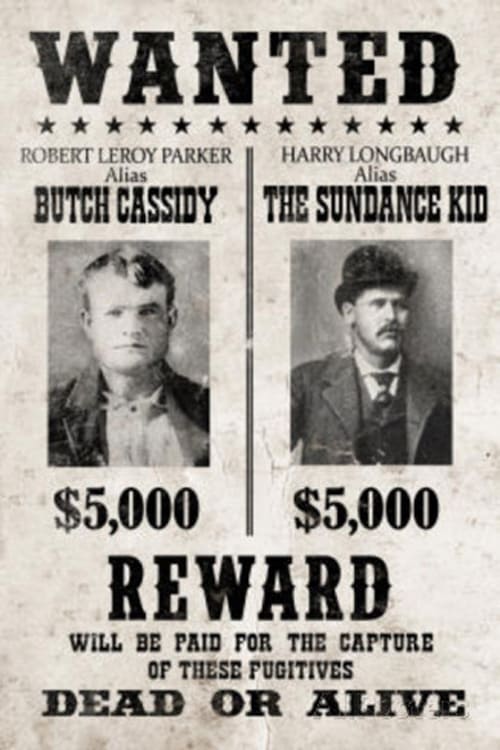 WANTED
ROBERT LEROY PARKER
Alias
BUTCH CASSIDY
$5,000
HARRY LONGBAUGH
Alias
THE SUNDANCE KID
$5,000
REWARD
WILL BE PAID FOR THE CAPTURE
OF THESE FUGITIVES
DEAD OR ALIVE